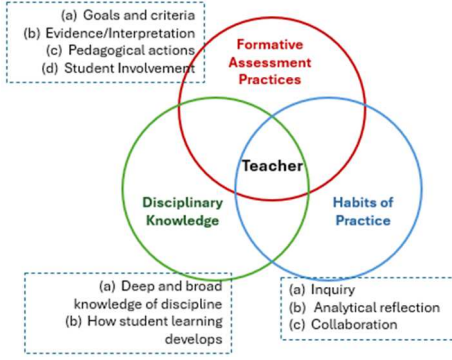 (a) Goals and criteria
(b) Evidence/Interpretation
(c) Pedagogical actions
(d) Student Involvement
Formative
Assessment
Practices
Teacher
Disciplinary
Knowledge
Habits of
Practice
(a) Deep and broad
knowledge of discipline
(b) How student learning
develops
(a) Inquiry
(b) Analytical reflection
(c) Collaboration